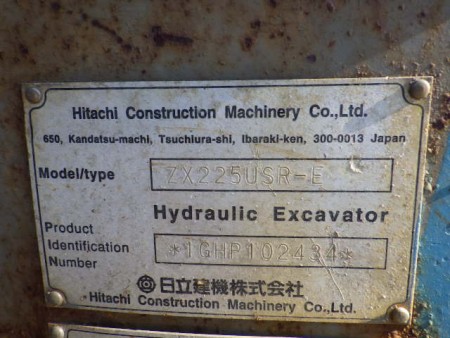 Hitachi Construction Machinery Co.,Ltd.
650, Kandatsu-machi, Tsuchiura-shi, Ibaraki-ken, 300-0013 Japan
Model/type ZX225USR-E
Hydraulic Excavator
Product Identification Number *1GHP102434*
日立建機株式会社
Hitachi Construction Machinery Co.,Ltd.